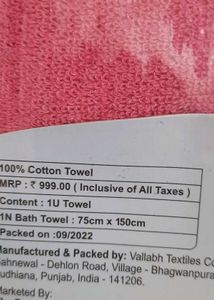 100% Cotton Towel
MRP : ₹ 999.00 ( Inclusive of All Taxes )
Content : 1U Towel
1N Bath Towel : 75cm x 150cm
Packed on :09/2022
Manufactured & Packed by: Vallabh Textiles Co
Sahnewal - Dehlon Road, Village - Bhagwanpura
Ludhiana, Punjab, India - 141206.
Marketed By: